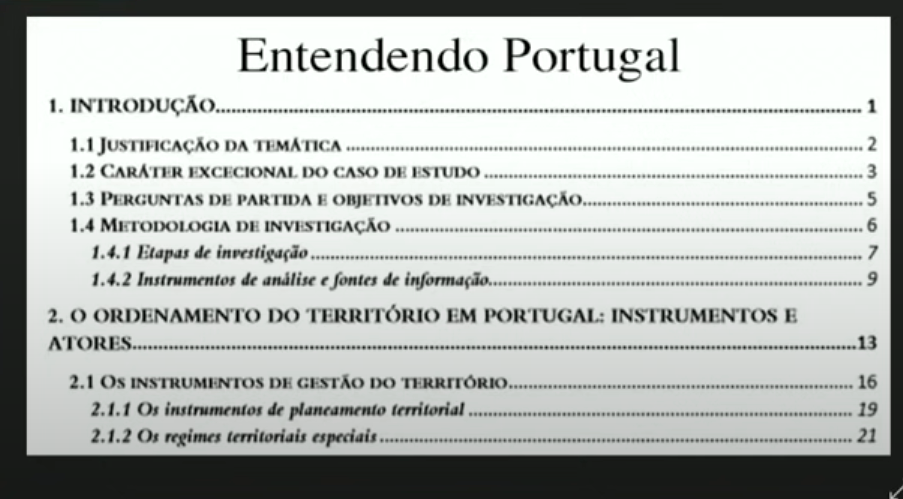 Entendendo Portugal
1. INTRODUÇÃO 1
1.1 JUSTIFICAÇÃO DA TEMÁTICA 2
1.2 CARÁTER EXCECIONAL DO CASO DE ESTUDO 3
1.3 PERGUNTAS DE PARTIDA E OBJETIVOS DE INVESTIGAÇÃO 5
1.4 METODOLOGIA DE INVESTIGAÇÃO 6
1.4.1 Etapas de investigação 7
1.4.2 Instrumentos de análise e fontes de informação 9
2. O ORDENAMENTO DO TERRITÓRIO EM PORTUGAL: INSTRUMENTOS E
ATORES 13
2.1 OS INSTRUMENTOS DE GESTÃO DO TERRITÓRIO 16
2.1.1 Os instrumentos de planeamento territorial 19
2.1.2 Os regimes territoriais especiais 21